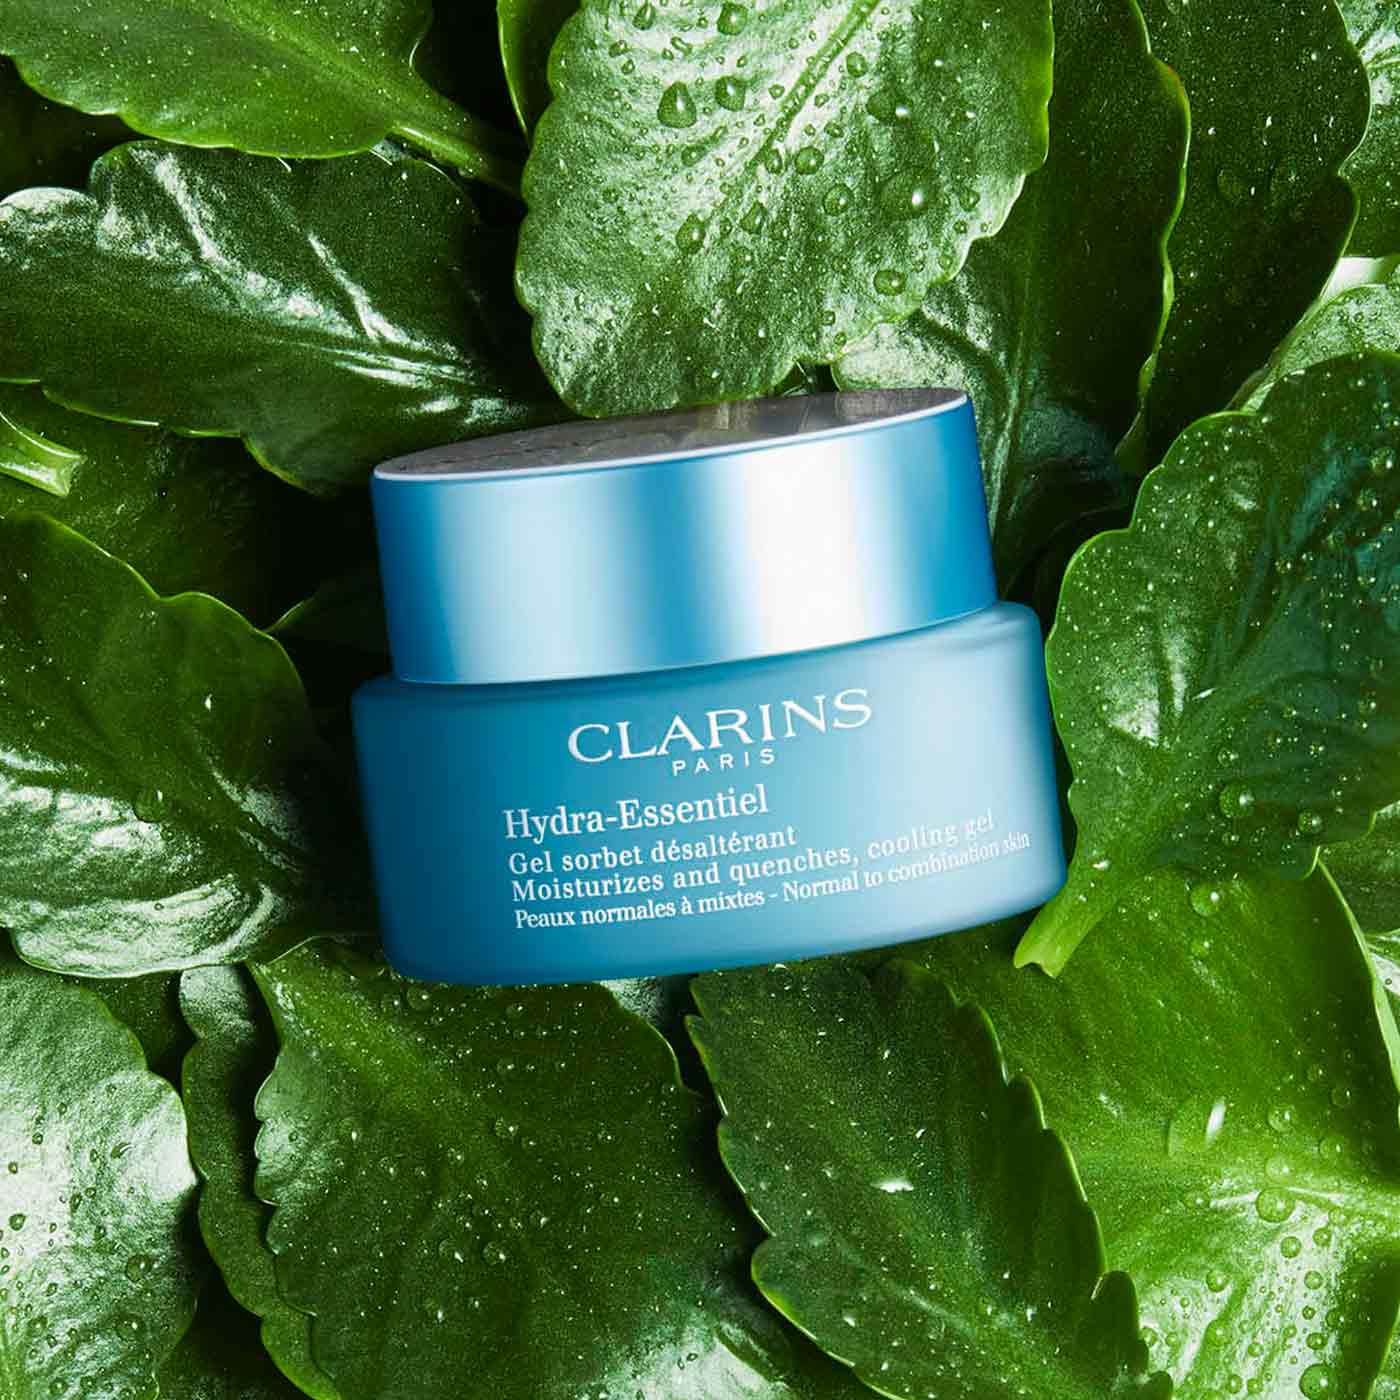 CLARINS
PARIS
Hydra-Essentiel
Gel sorbet désaltérant
Moisturizes and quenches, cooling gel
Peaux normales à mixtes - Normal to combination skin